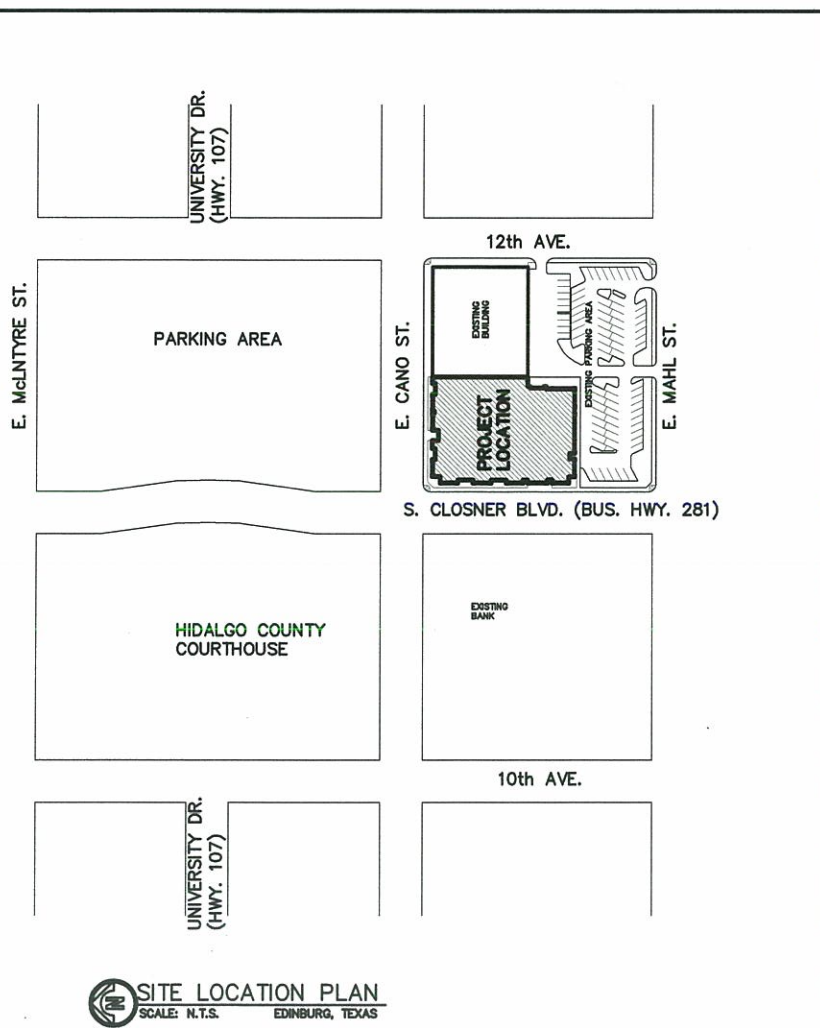 UNIVERSITY DR.
(HWY. 107)
12th AVE.
E. McLNTYRE ST.
PARKING AREA
E. CANO ST.
EXISTING
BUILDING
EXISTING PARKING AREA
E. MAHL ST.
PROJECT
LOCATION
S. CLOSNER BLVD. (BUS. HWY. 281)
EXISTING
BANK
HIDALGO COUNTY
COURTHOUSE
10th AVE.
UNIVERSITY DR.
(HWY. 107)
SITE LOCATION PLAN
SCALE: N.T.S. EDINBURG, TEXAS